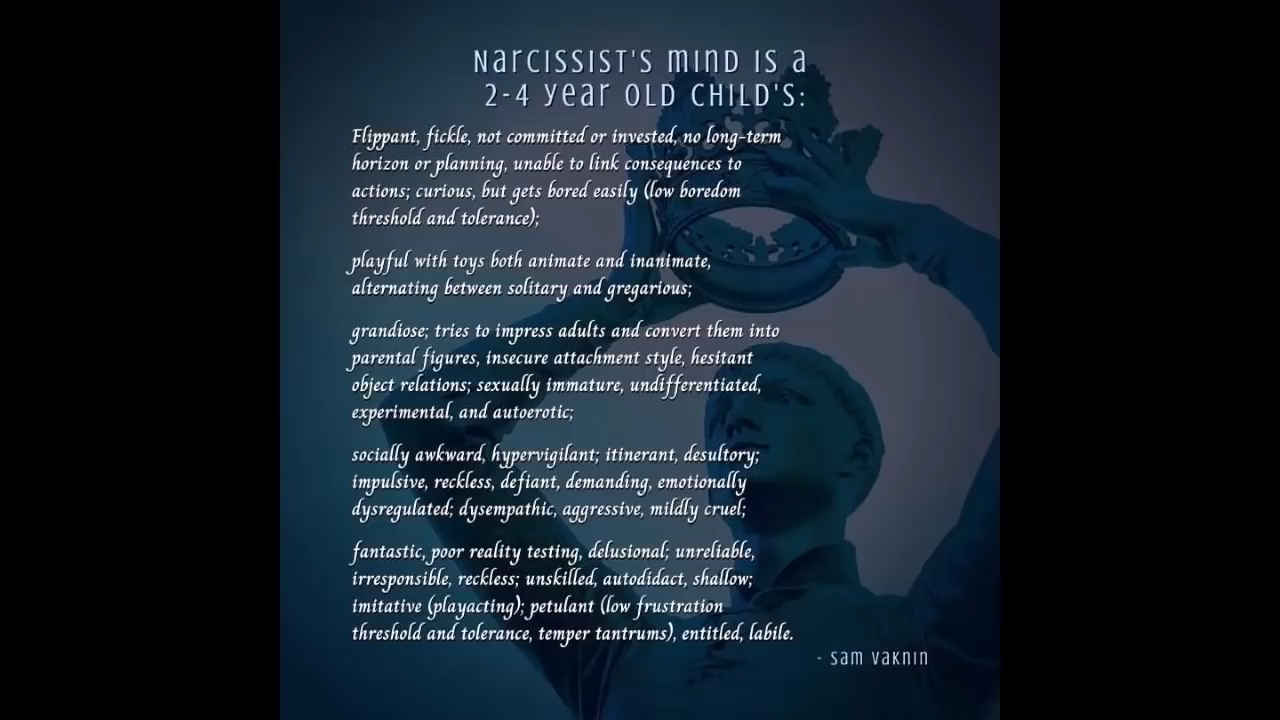 Narcissist's mind is a
2-4 year old child's:
Flippant, fickle, not committed or invested, no long-term
horizon or planning, unable to link consequences to
actions; curious, but gets bored easily (low boredom
threshold and tolerance);
playful with toys both animate and inanimate,
alternating between solitary and gregarious;
grandiose; tries to impress adults and convert them into
parental figures, insecure attachment style, hesitant
object relations; sexually immature, undifferentiated,
experimental, and autoerotic;
socially awkward, hypervigilant; itinerant, desultory;
impulsive, reckless, defiant, demanding, emotionally
dysregulated; dysempathic, aggressive, mildly cruel;
fantastic, poor reality testing, delusional; unreliable,
irresponsible, reckless; unskilled, autodidact, shallow;
imitative (playacting); petulant (low frustration
threshold and tolerance, temper tantrums), entitled, labile.
- Sam Vaknin